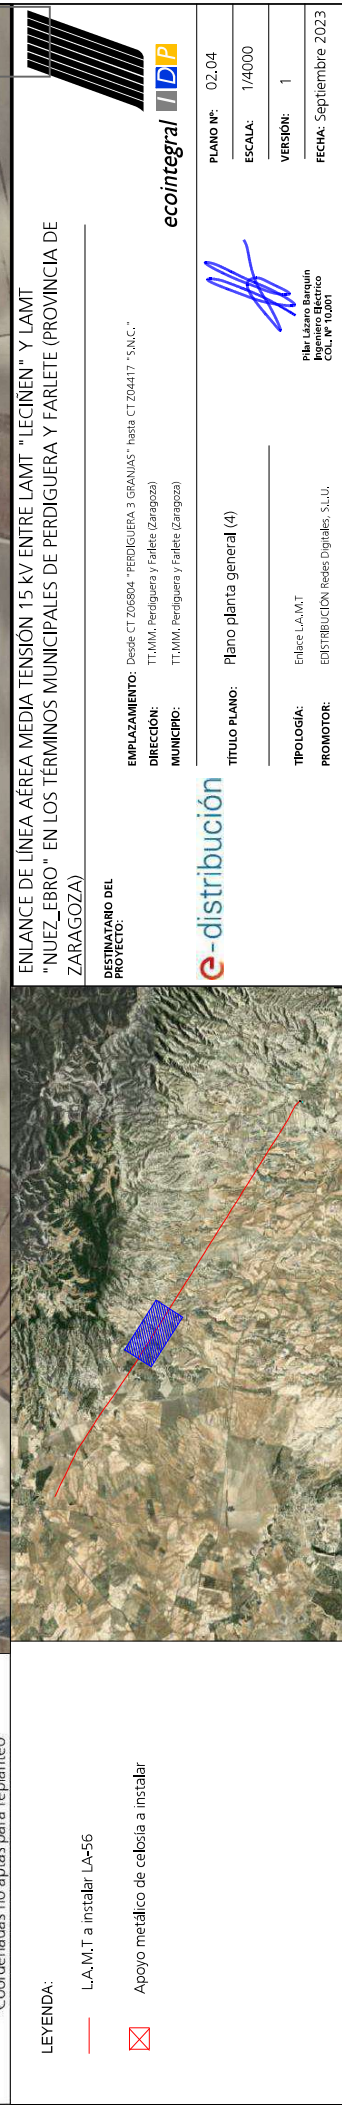 Coordenadas no aptas para replanteo
LEYENDA:
L.A.M.T a instalar LA-56
Apoyo metálico de celosía a instalar
ENLANCE DE LÍNEA AÉREA MEDIA TENSIÓN 15 kV ENTRE LAMT "LECIÑEN" Y LAMT
"NUEZ_EBRO" EN LOS TÉRMINOS MUNICIPALES DE PERDIGUERA Y FARLETE (PROVINCIA DE
ZARAGOZA)
DESTINATARIO DEL
PROYECTO:
EMPLAZAMIENTO: Desde CT Z06804 "PERDIGUERA 3 GRANJAS" hasta CT Z04417 "S.N.C."
DIRECCIÓN: TT.MM. Perdiguera y Farlete (Zaragoza)
MUNICIPIO: TT.MM. Perdiguera y Farlete (Zaragoza)
e-distribución
TÍTULO PLANO: Plano planta general (4)
TIPOLOGÍA: Enlace L.A.M.T
PROMOTOR: EDISTRIBUCIÓN Redes Digitales, S.L.U.
Pilar Lázaro Barquín
Ingeniero Eléctrico
COL. Nº 10.001
ecointegral IDP
PLANO Nº: 02.04
ESCALA: 1/4000
VERSIÓN: 1
FECHA: Septiembre 2023